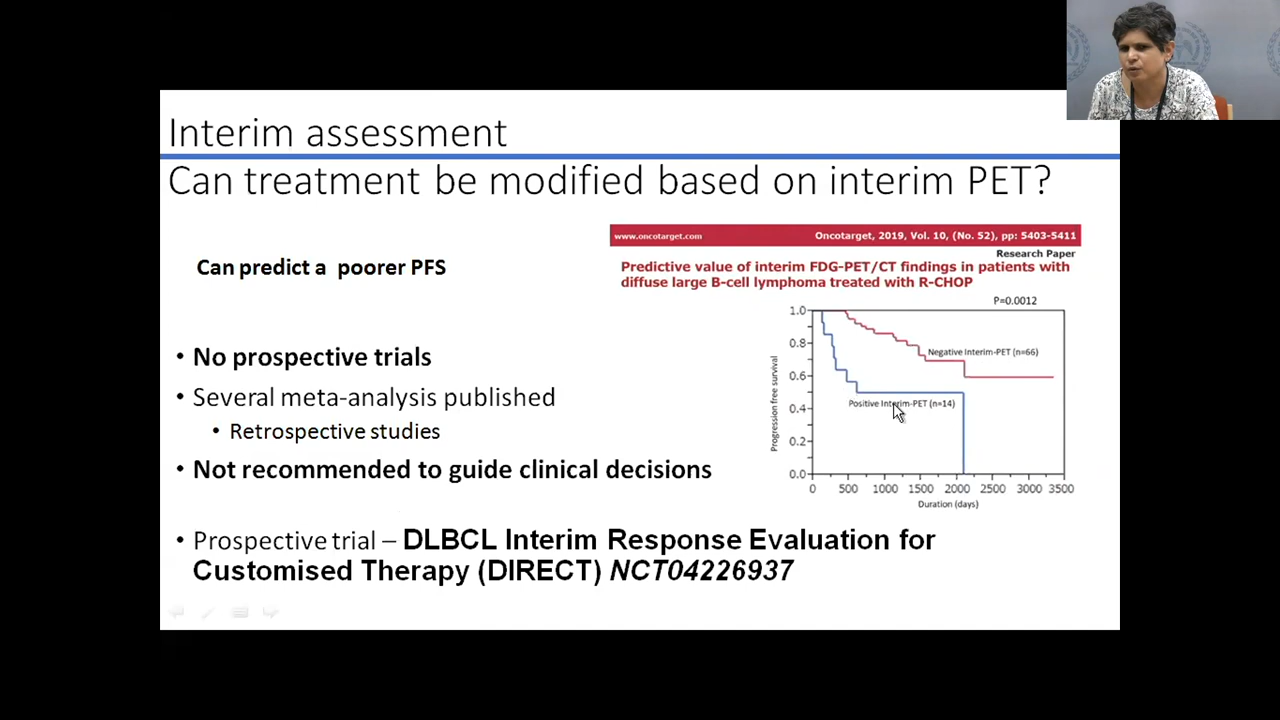 Interim assessment
Can treatment be modified based on interim PET?
Can predict a poorer PFS
• No prospective trials
• Several meta-analysis published
• Retrospective studies
• Not recommended to guide clinical decisions
• Prospective trial – DLBCL Interim Response Evaluation for
Customised Therapy (DIRECT) NCT04226937
www.oncotarget.com
Oncotarget, 2019, Vol. 10, (No. 52), pp: 5403-5411
Research Paper
Predictive value of interim FDG-PET/CT findings in patients with
diffuse large B-cell lymphoma treated with R-CHOP
P=0.0012
Progression free survival
1.0
0.8
0.6
0.4
0.2
0.0
Negative Interim-PET (n=66)
Positive Interim-PET (n=14)
0 500 1000 1500 2000 2500 3000 3500
Duration (days)